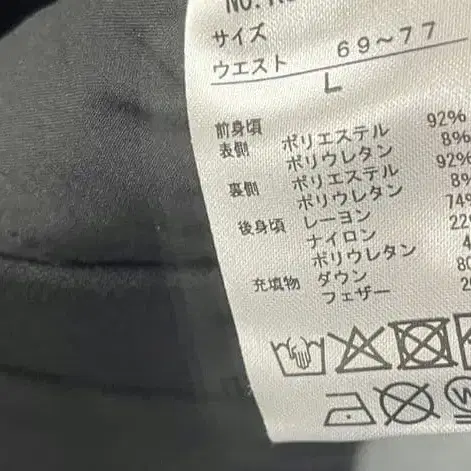 サイズ
ウエスト 69～77
L
前身頃
表側 ポリエステル 92%
ポリウレタン 8%
裏側 ポリエステル 92%
ポリウレタン 8%
後身頃 レーヨン 74%
ナイロン 22
ポリウレタン 4
充填物 ダウン 80
フェザー 20
W